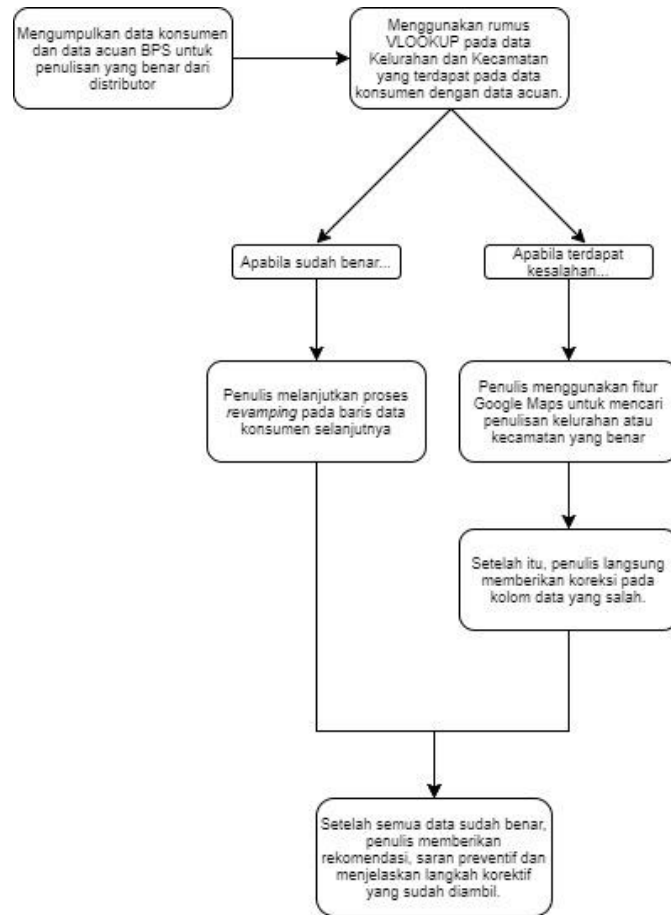 Mengumpulkan data konsumen
dan data acuan BPS untuk
penulisan yang benar dari
distributor
Menggunakan rumus
VLOOKUP pada data
Kelurahan dan Kecamatan
yang terdapat pada data
konsumen dengan data acuan.
Apabila sudah benar...
Apabila terdapat
kesalahan...
Penulis melanjutkan proses
revamping pada baris data
konsumen selanjutnya
Penulis menggunakan fitur
Google Maps untuk mencari
penulisan kelurahan atau
kecamatan yang benar
Setelah itu, penulis langsung
memberikan koreksi pada
kolom data yang salah.
Setelah semua data sudah benar,
penulis memberikan
rekomendasi, saran preventif dan
menjelaskan langkah korektif
yang sudah diambil.